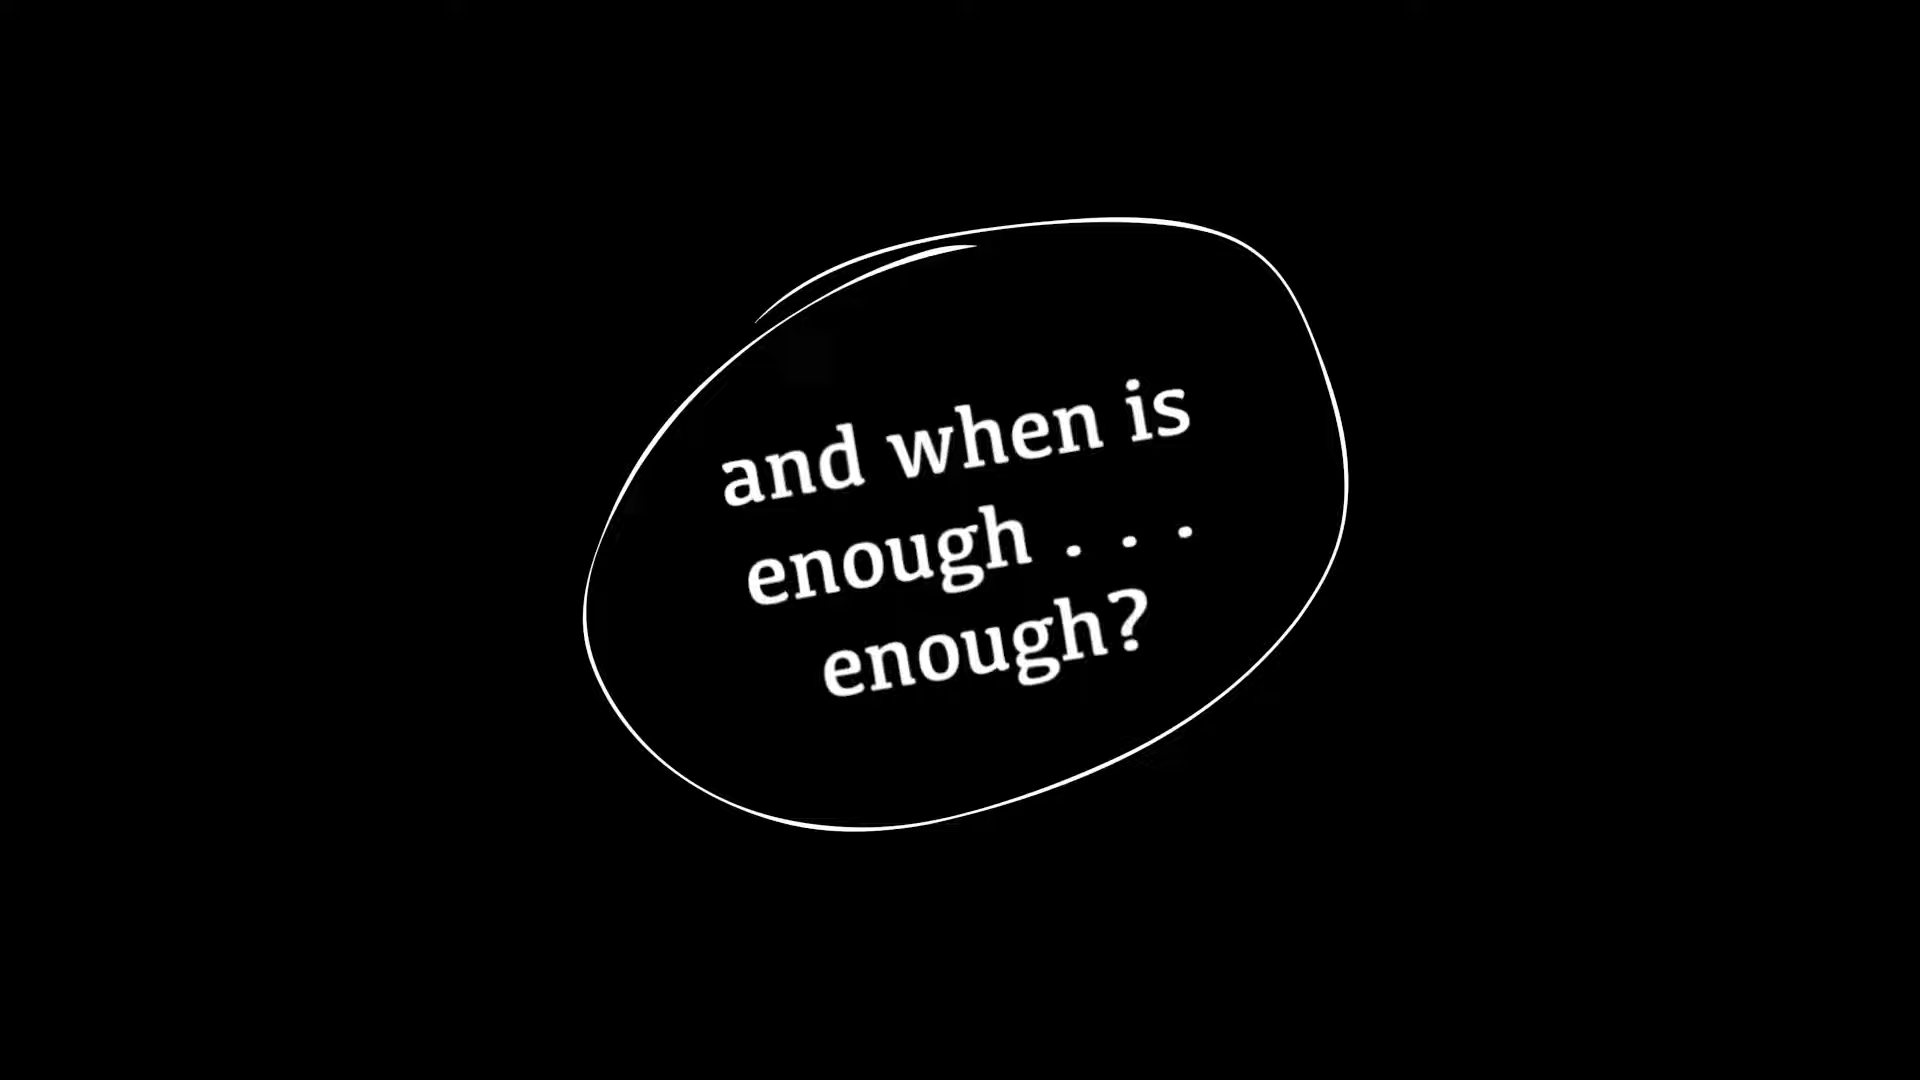 and when is
enough . . .
enough?